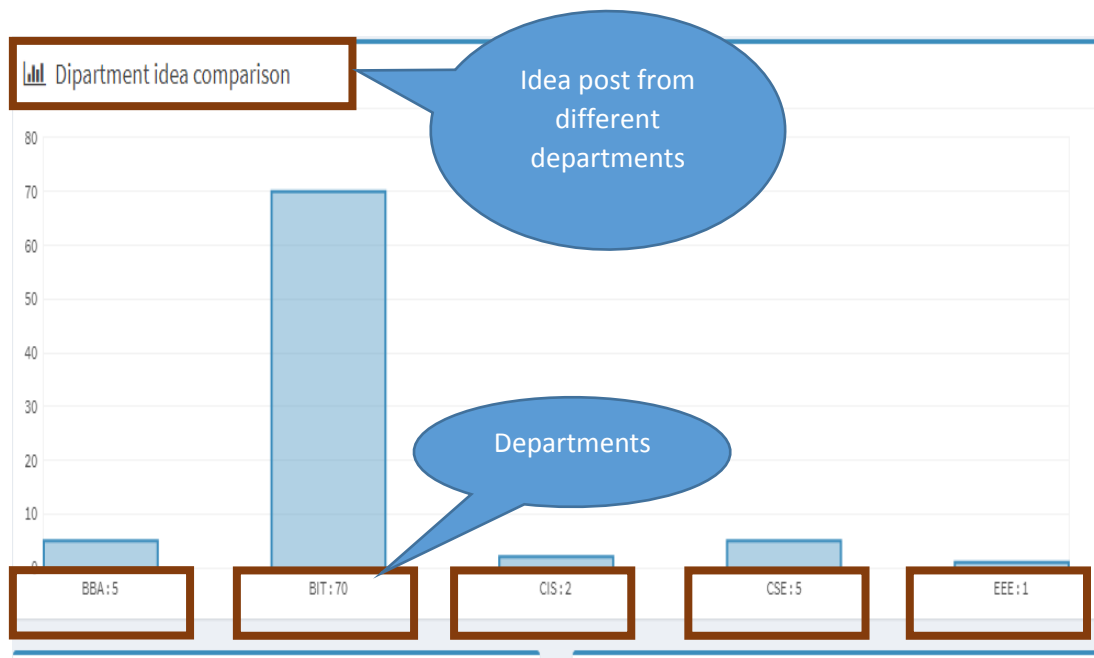 Dipartment idea comparison
Idea post from
different
departments
80
70
60
50
40
30
20
10
0
Departments
BBA:5
BIT:70
CIS:2
CSE:5
EEE:1